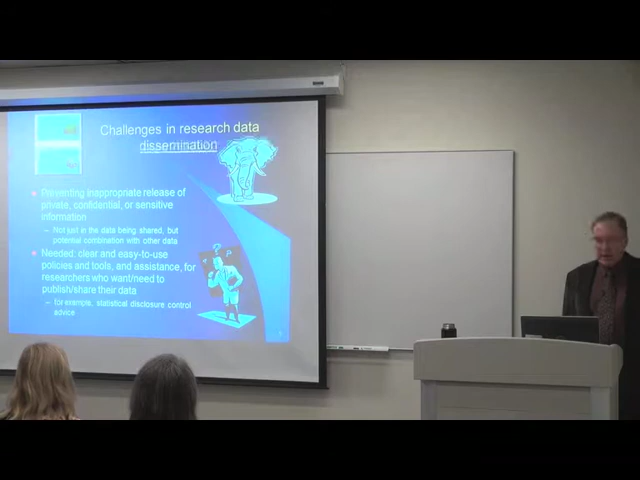 Challenges in research data
dissemination
Preventing inappropriate release of
private, confidential, or sensitive
information
Not just in the data being shared, but
potential combination with other data
Needed: clear and easy-to-use
policies and tools, and assistance, for
researchers who want/need to
publish/share their data
for example, statistical disclosure control
advice